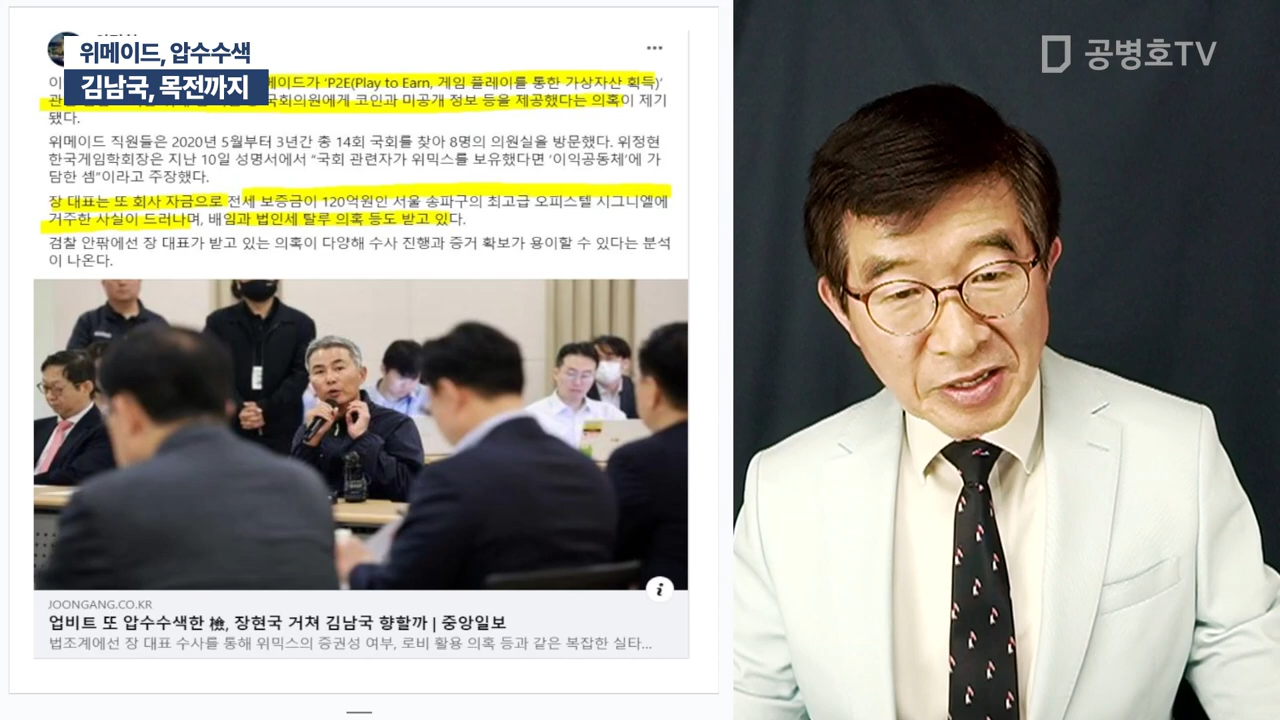 위메이드, 압수수색
김남국, 목전까지
메이드가 ‘P2E(Play to Earn, 게임 플레이를 통한 가상자산 획득)’
국회의원에게 코인과 미공개 정보 등을 제공했다는 의혹이 제기
됐다.
위메이드 직원들은 2020년 5월부터 3년간 총 14회 국회를 찾아 8명의 의원실을 방문했다. 위정현
한국게임학회장은 지난 10일 성명서에서 “국회 관련자가 위믹스를 보유했다면 ‘이익공동체’에 가
담한 셈”이라고 주장했다.
장 대표는 또 회사 자금으로 전세 보증금이 120억원인 서울 송파구의 최고급 오피스텔 시그니엘에
거주한 사실이 드러나며, 배임과 법인세 탈루 의혹 등도 받고 있다.
검찰 안팎에선 장 대표가 받고 있는 의혹이 다양해 수사 진행과 증거 확보가 용이할 수 있다는 분석
이 나온다.
JOONGANG.CO.KR
업비트 또 압수수색한 檢, 장현국 거쳐 김남국 향할까 | 중앙일보
법조계에선 장 대표 수사를 통해 위믹스의 증권성 여부, 로비 활용 의혹 등과 같은 복잡한 실타...
공병호TV